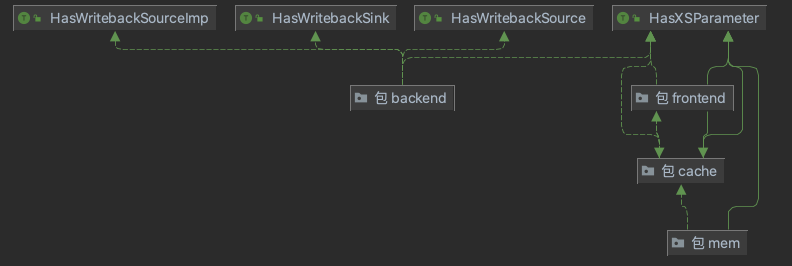 HasWritebackSourceImp
HasWritebackSink
HasWritebackSource
HasXSParameter
包 backend
包 frontend
包 cache
包 mem